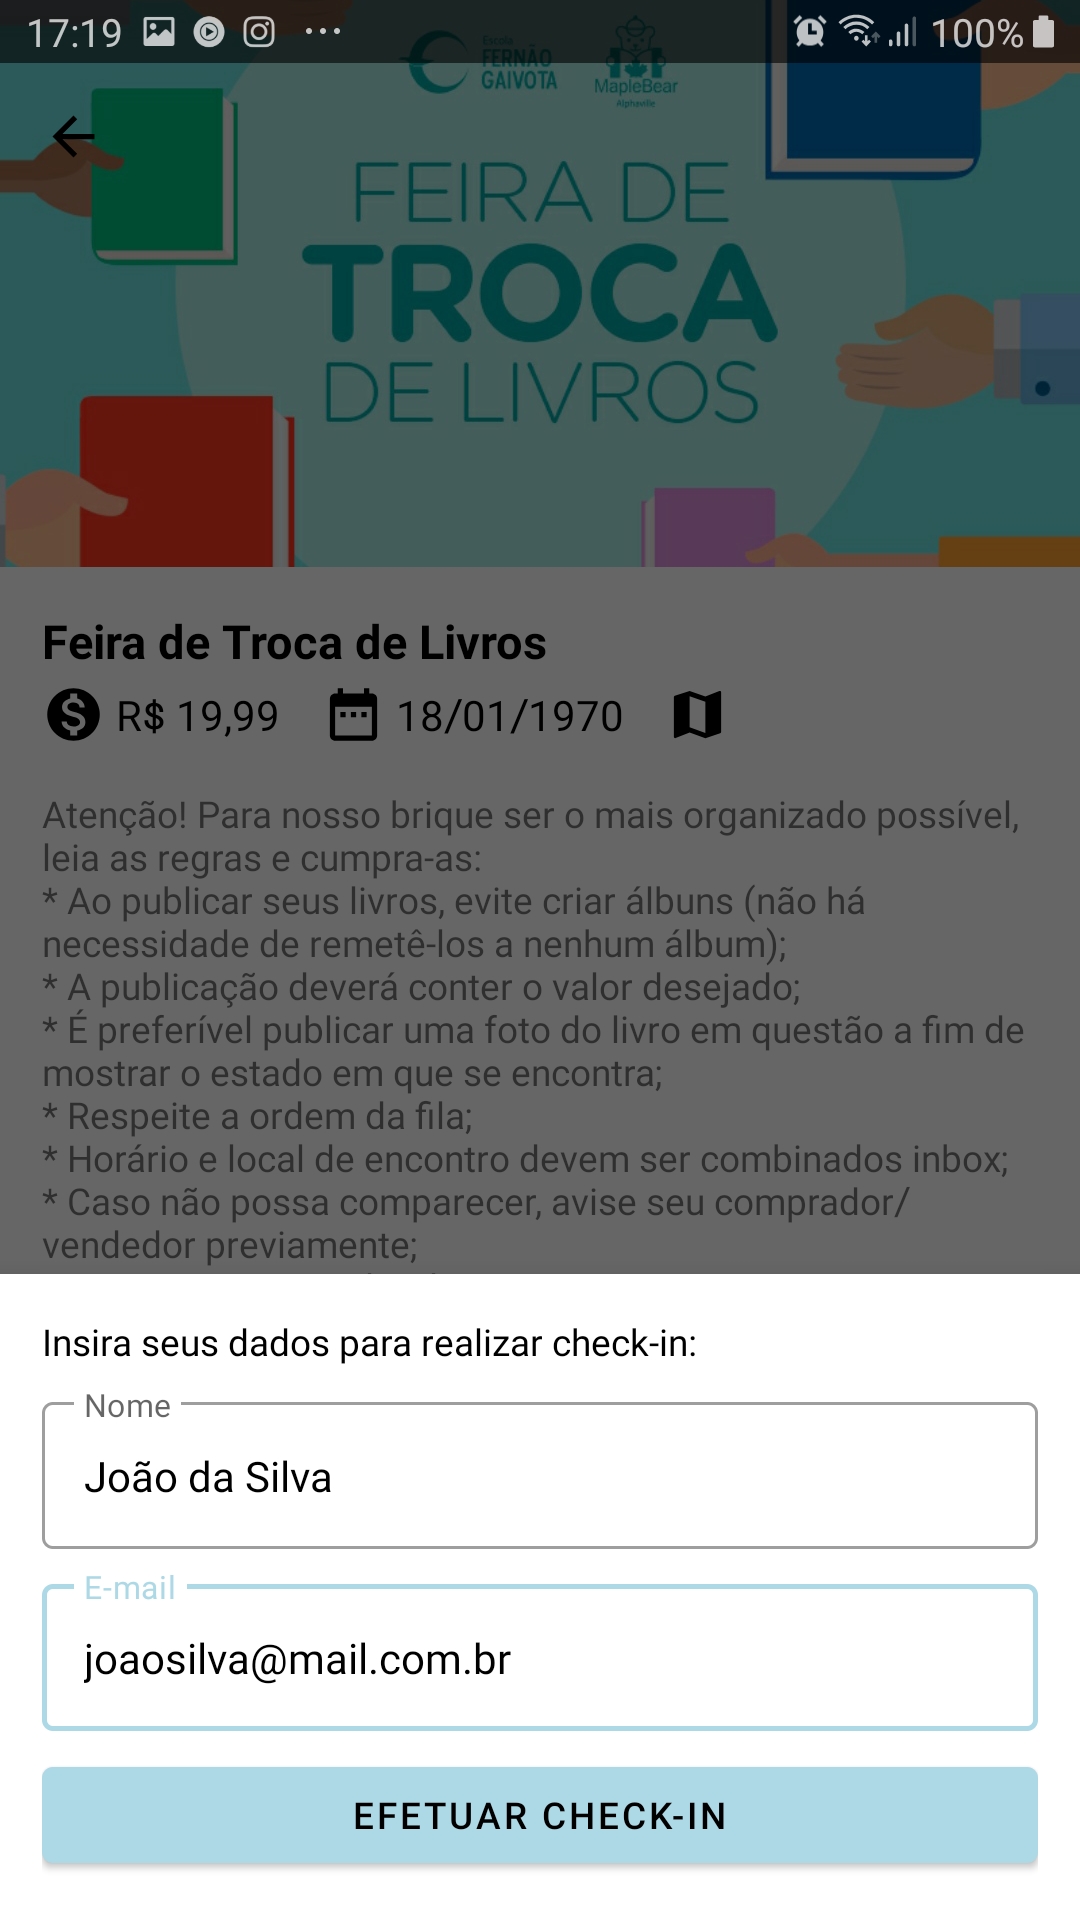 17:19
100%
Escola
FERNÃO
GAIVOTA
MapleBear
Alphaville
FEIRA DE
TROCA
DE LIVROS
Feira de Troca de Livros
R$ 19,99
18/01/1970
Atenção! Para nosso brique ser o mais organizado possível,
leia as regras e cumpra-as:
* Ao publicar seus livros, evite criar álbuns (não há
necessidade de remetê-los a nenhum álbum);
* A publicação deverá conter o valor desejado;
* É preferível publicar uma foto do livro em questão a fim de
mostrar o estado em que se encontra;
* Respeite a ordem da fila;
* Horário e local de encontro devem ser combinados inbox;
* Caso não possa comparecer, avise seu comprador/
vendedor previamente;
Insira seus dados para realizar check-in:
Nome
João da Silva
E-mail
joaosilva@mail.com.br
EFETUAR CHECK-IN